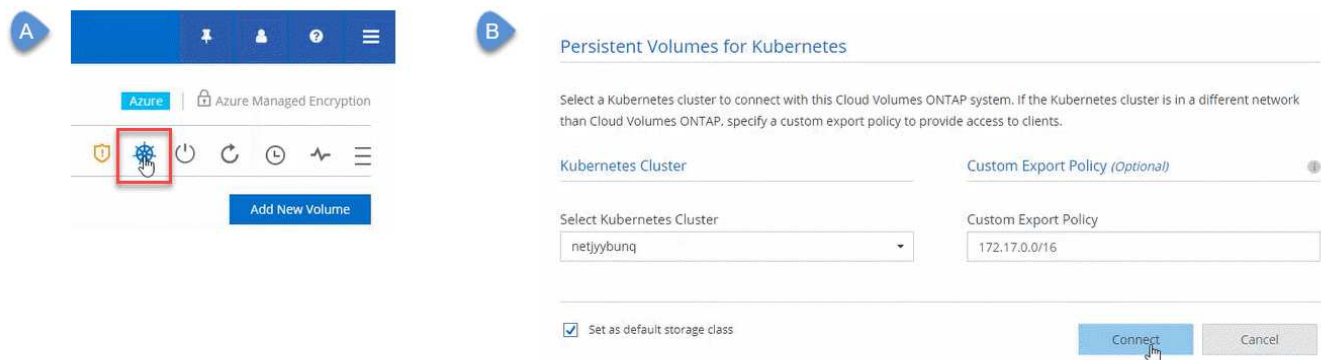 A
Azure
Azure Managed Encryption
Add New Volume
B
Persistent Volumes for Kubernetes
Select a Kubernetes cluster to connect with this Cloud Volumes ONTAP system. If the Kubernetes cluster is in a different network
than Cloud Volumes ONTAP, specify a custom export policy to provide access to clients.
Kubernetes Cluster
Custom Export Policy (Optional)
Select Kubernetes Cluster
Custom Export Policy
netjyybunq
172.17.0.0/16
Set as default storage class
Connect
Cancel